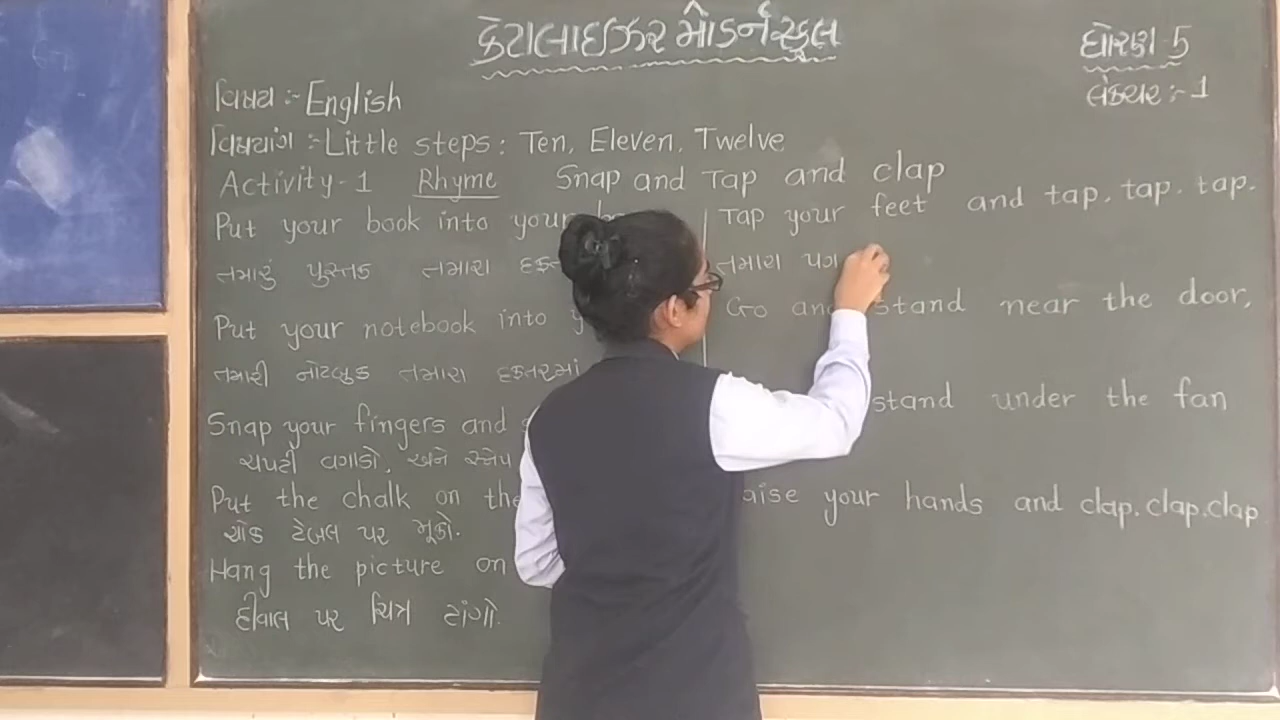 કેટાલાઇઝર મોડર્ન સ્કુલ
ધોરણ-5
લેક્ચર:-1
વિષય:- English
વિષયાંગ:- Little steps: Ten, Eleven, Twelve
Activity-1 Rhyme Snap and Tap and clap
Put your book into your
તમારું પુસ્તક તમારા
Put your notebook into
તમારી નોટબુક તમારા દફતરમાં
Snap your fingers and
ચપટી વગાડો, અને સ્નેપ
Put the chalk on the
ચોક ટેબલ પર મૂકો.
Hang the picture on
દીવાલ પર ચિત્ર ટાંગો.
Tap your feet and tap, tap. tap.
તમારા પગ
Go and stand near the door,
stand under the fan
your hands and clap. clap. clap